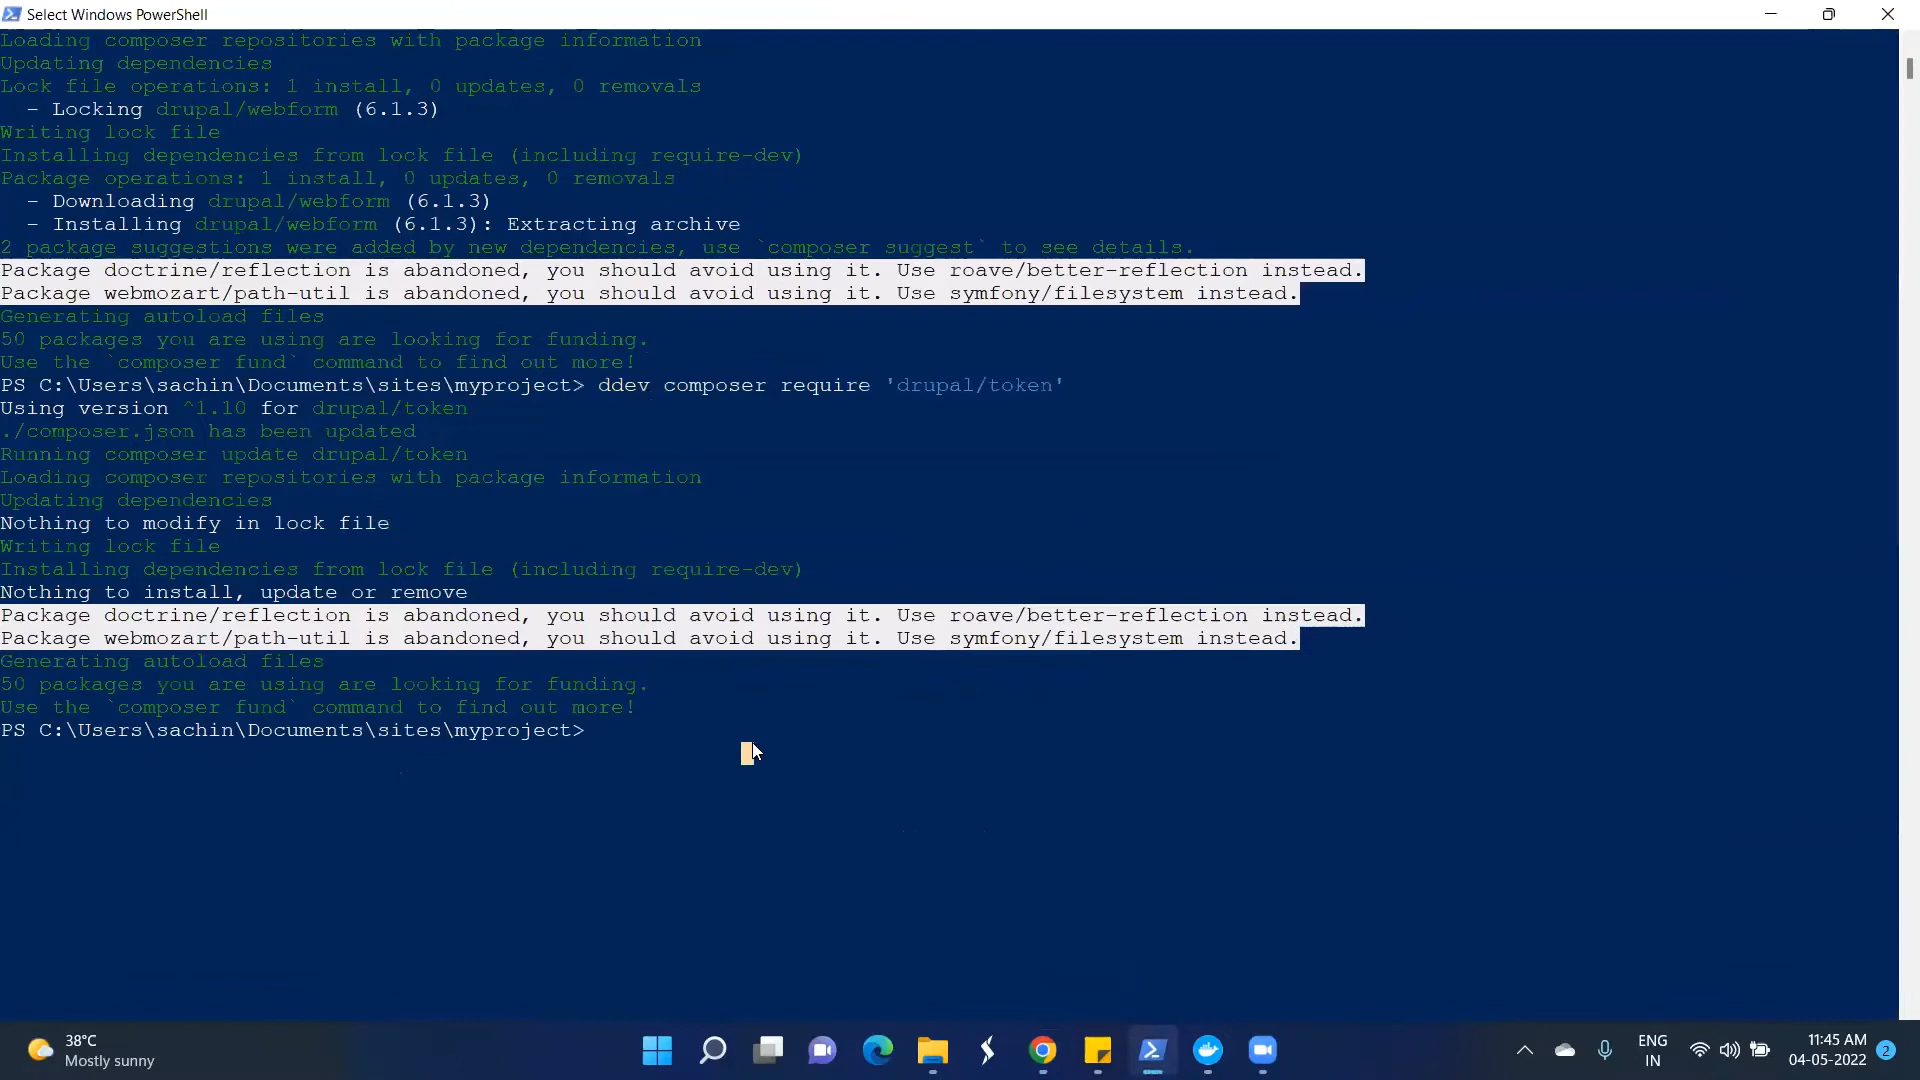 Select Windows PowerShell
Loading composer repositories with package information
Updating dependencies
Lock file operations: 1 install, 0 updates, 0 removals
  - Locking drupal/webform (6.1.3)
Writing lock file
Installing dependencies from lock file (including require-dev)
Package operations: 1 install, 0 updates, 0 removals
  - Downloading drupal/webform (6.1.3)
  - Installing drupal/webform (6.1.3): Extracting archive
2 package suggestions were added by new dependencies, use `composer suggest` to see details.
Package doctrine/reflection is abandoned, you should avoid using it. Use roave/better-reflection instead.
Package webmozart/path-util is abandoned, you should avoid using it. Use symfony/filesystem instead.
Generating autoload files
50 packages you are using are looking for funding.
Use the `composer fund` command to find out more!
PS C:\Users\sachin\Documents\sites\myproject> ddev composer require 'drupal/token'
Using version ^1.10 for drupal/token
./composer.json has been updated
Running composer update drupal/token
Loading composer repositories with package information
Updating dependencies
Nothing to modify in lock file
Writing lock file
Installing dependencies from lock file (including require-dev)
Nothing to install, update or remove
Package doctrine/reflection is abandoned, you should avoid using it. Use roave/better-reflection instead.
Package webmozart/path-util is abandoned, you should avoid using it. Use symfony/filesystem instead.
Generating autoload files
50 packages you are using are looking for funding.
Use the `composer fund` command to find out more!
PS C:\Users\sachin\Documents\sites\myproject>
38°C
Mostly sunny
ENG
IN
11:45 AM
04-05-2022
2